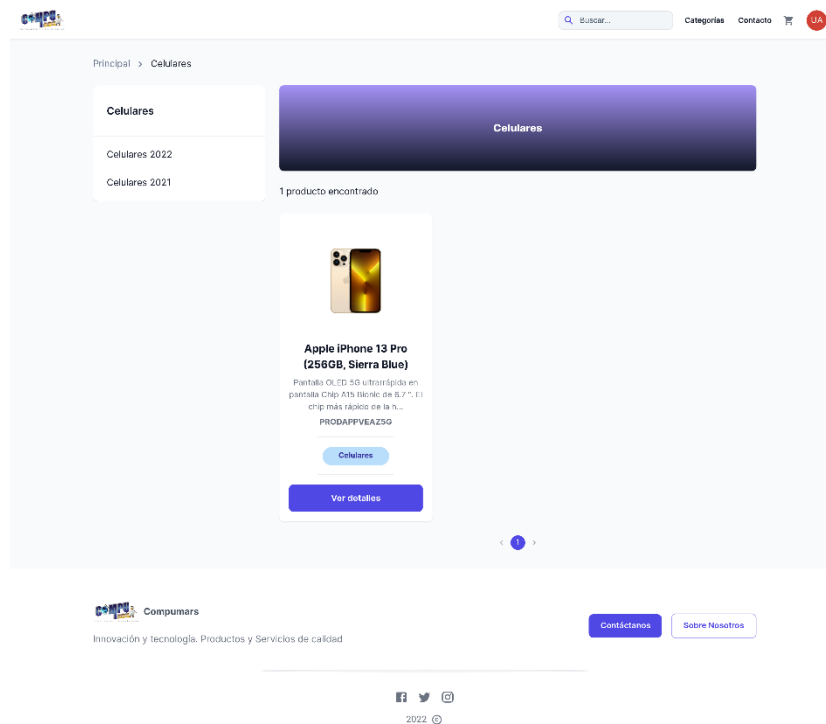 COMPU
Buscar...
Categorías
Contacto
UA
Principal > Celulares
Celulares
Celulares 2022
Celulares 2021
Celulares
1 producto encontrado
Apple iPhone 13 Pro
(256GB, Sierra Blue)
Pantalla OLED 5G ultrarrápida en
pantalla Chip A15 Bionic de 6.7 ". El
chip más rápido de la h...
PRODAPPVEAZ5G
Celulares
Ver detalles
< 1 >
COMPU
Compumars
Innovación y tecnología. Productos y Servicios de calidad
Contáctanos
Sobre Nosotros
2022 ©